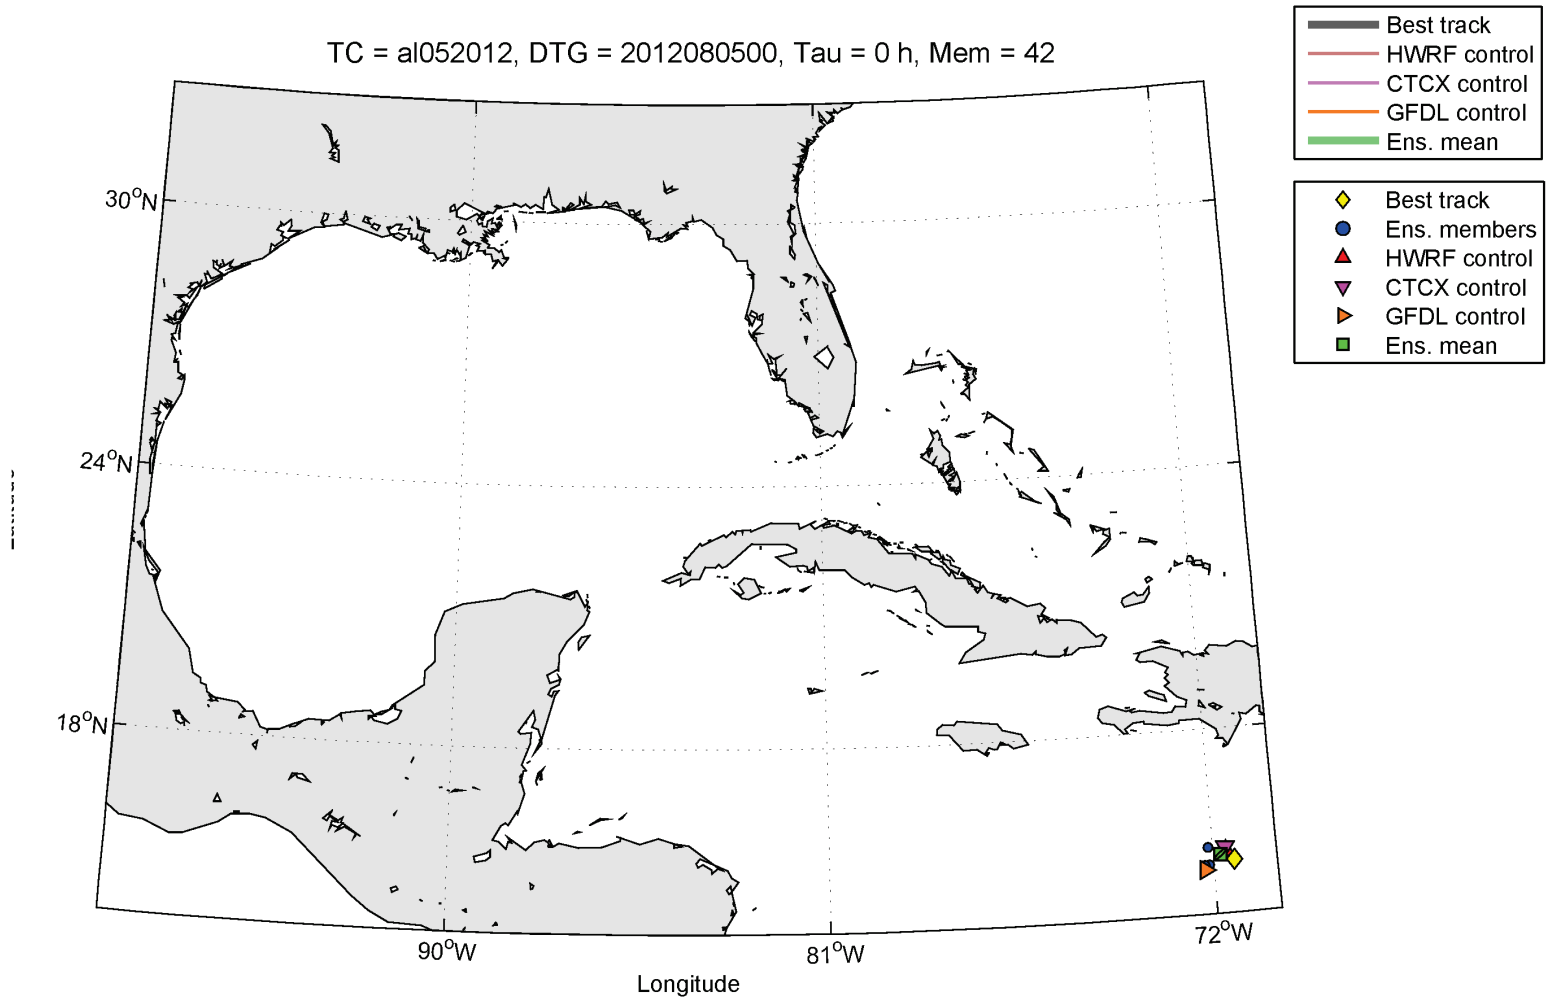 TC = al052012, DTG = 2012080500, Tau = 0 h, Mem = 42
Best track
HWRF control
CTCX control
GFDL control
Ens. mean
Best track
Ens. members
HWRF control
CTCX control
GFDL control
Ens. mean
30°N
24°N
18°N
90°W
81°W
72°W
Longitude